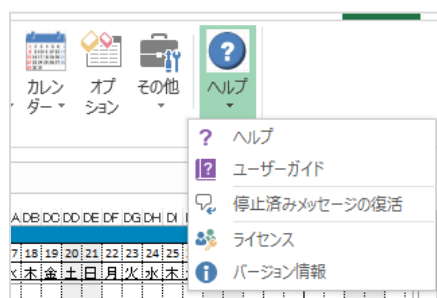 カレン
ダー
オプ
ション
その他
ヘルプ
ヘルプ
ユーザーガイド
停止済みメッセージの復活
ライセンス
バージョン情報
DB DC DD DE DF DG DH DI
7 18 19 20 21 22 23 24 25
木 金 土 日 月 火 水 木